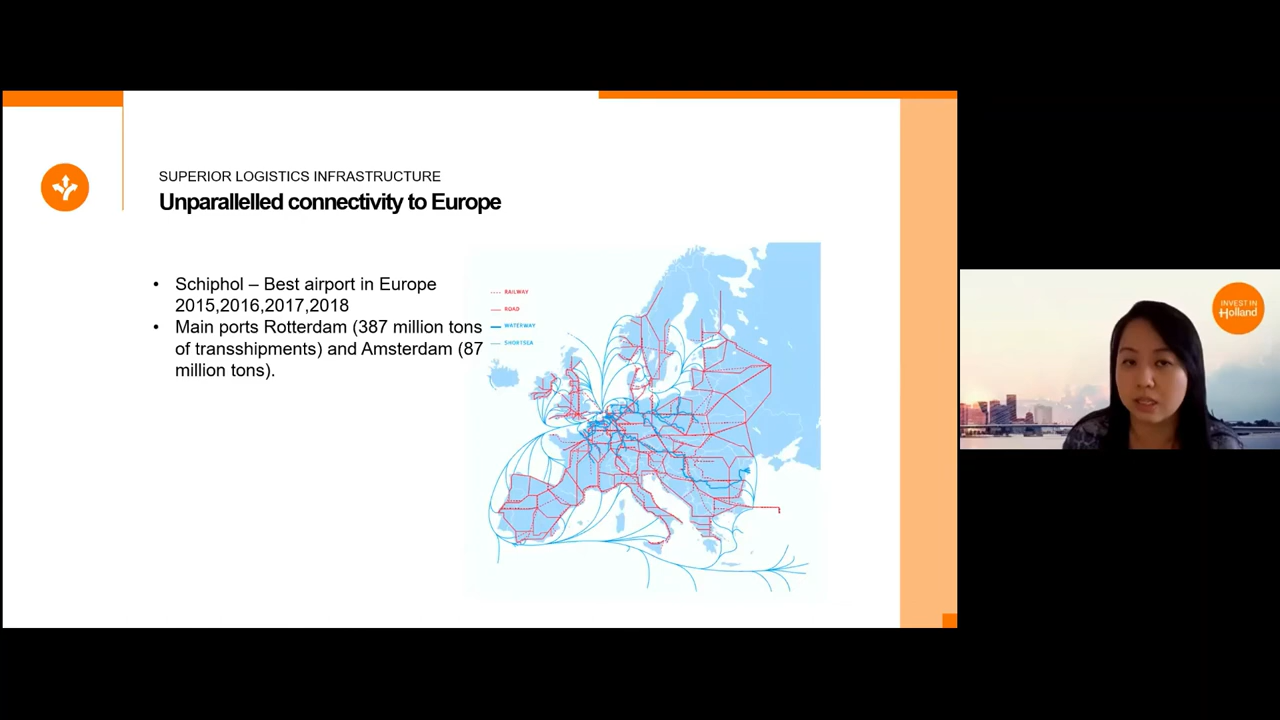 SUPERIOR LOGISTICS INFRASTRUCTURE
Unparallelled connectivity to Europe
• Schiphol – Best airport in Europe
2015,2016,2017,2018
• Main ports Rotterdam (387 million tons
of transshipments) and Amsterdam (87
million tons).
RAILWAY
ROAD
WATERWAY
SHORTSEA
INVEST IN
Holland